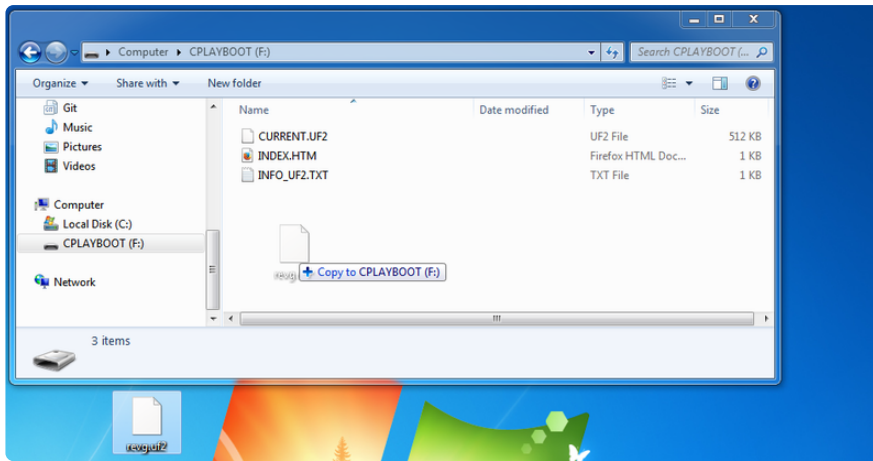 Computer ▸ CPLAYBOOT (F:)
Search CPLAYBOOT (...
Organize Share with New folder
Git
Music
Pictures
Videos
Computer
Local Disk (C:)
CPLAYBOOT (F:)
Network
Name Date modified Type Size
CURRENT.UF2 UF2 File 512 KB
INDEX.HTM Firefox HTML Doc... 1 KB
INFO_UF2.TXT TXT File 1 KB
Copy to CPLAYBOOT (F:)
3 items
revg.uf2